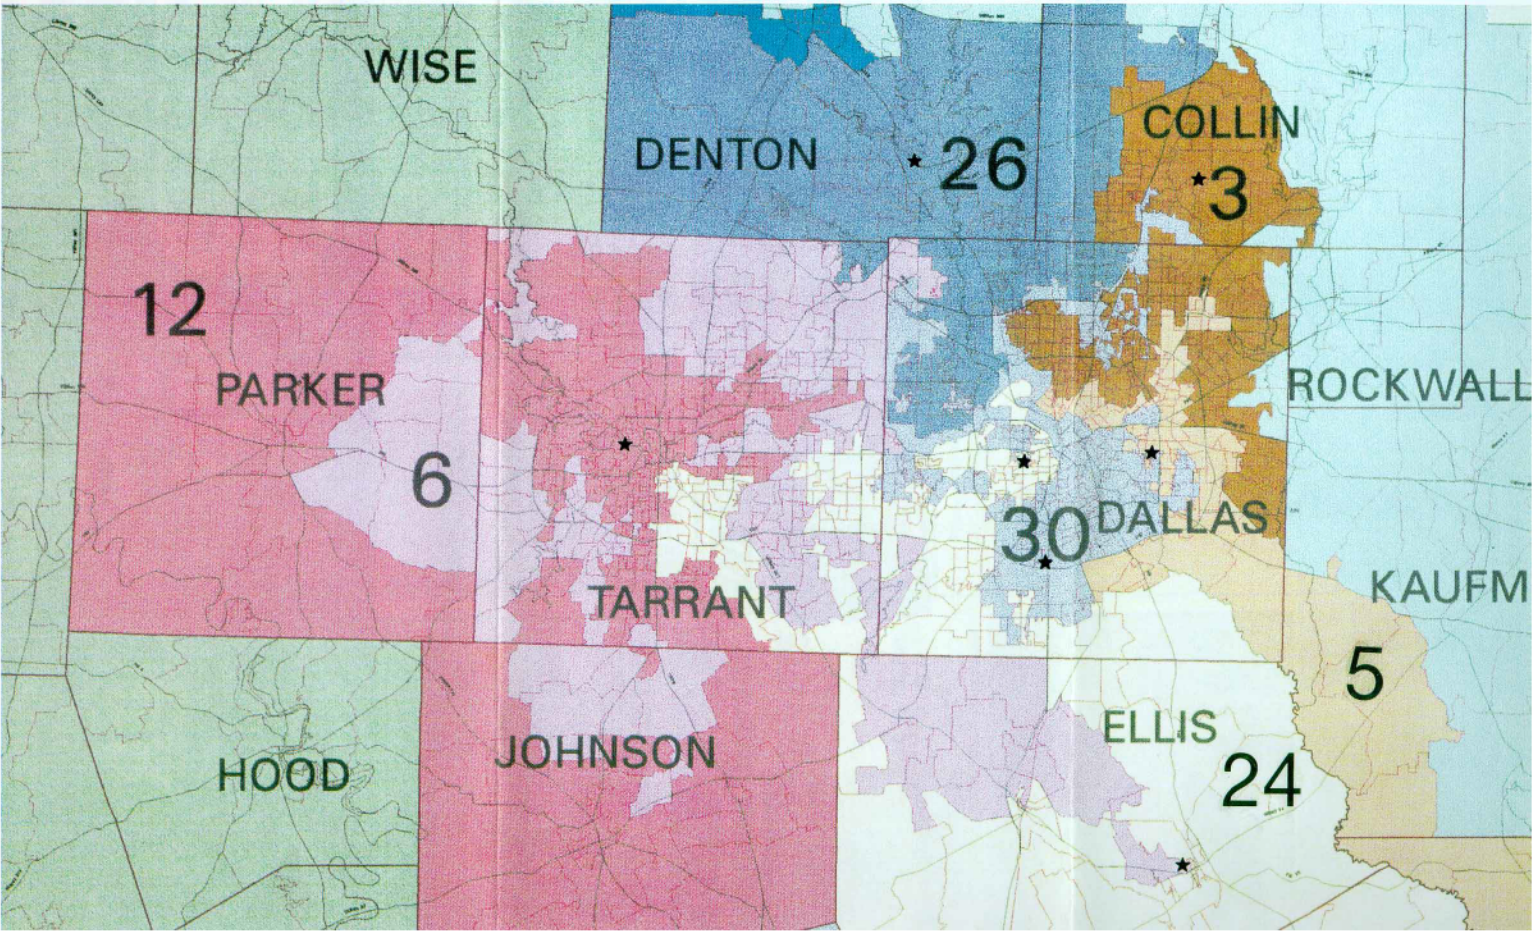 WISE
DENTON
26
COLLIN
3
12
PARKER
6
ROCKWALL
30
DALLAS
TARRANT
KAUFM
5
ELLIS
24
JOHNSON
HOOD